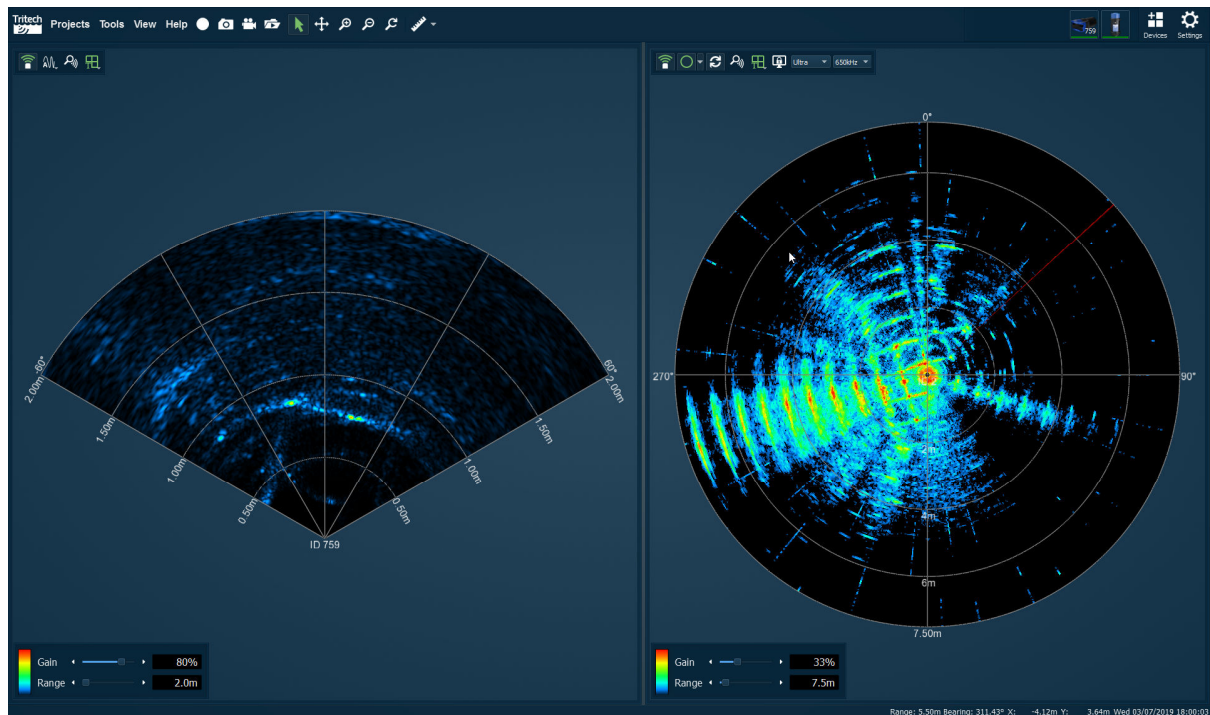 Tritech Projects Tools View Help 759 Devices Settings
Ultra 650kHz
0°
270° 90°
2m
4m
6m
7.50m
-60° 60°
2.00m 2.00m
1.50m 1.50m
1.00m 1.00m
0.50m 0.50m
ID 759
Gain 80%
Range 2.0m
Gain 33%
Range 7.5m
Range: 5.50m Bearing: 311.43° X: -4.12m Y: 3.64m Wed 03/07/2019 18:00:03